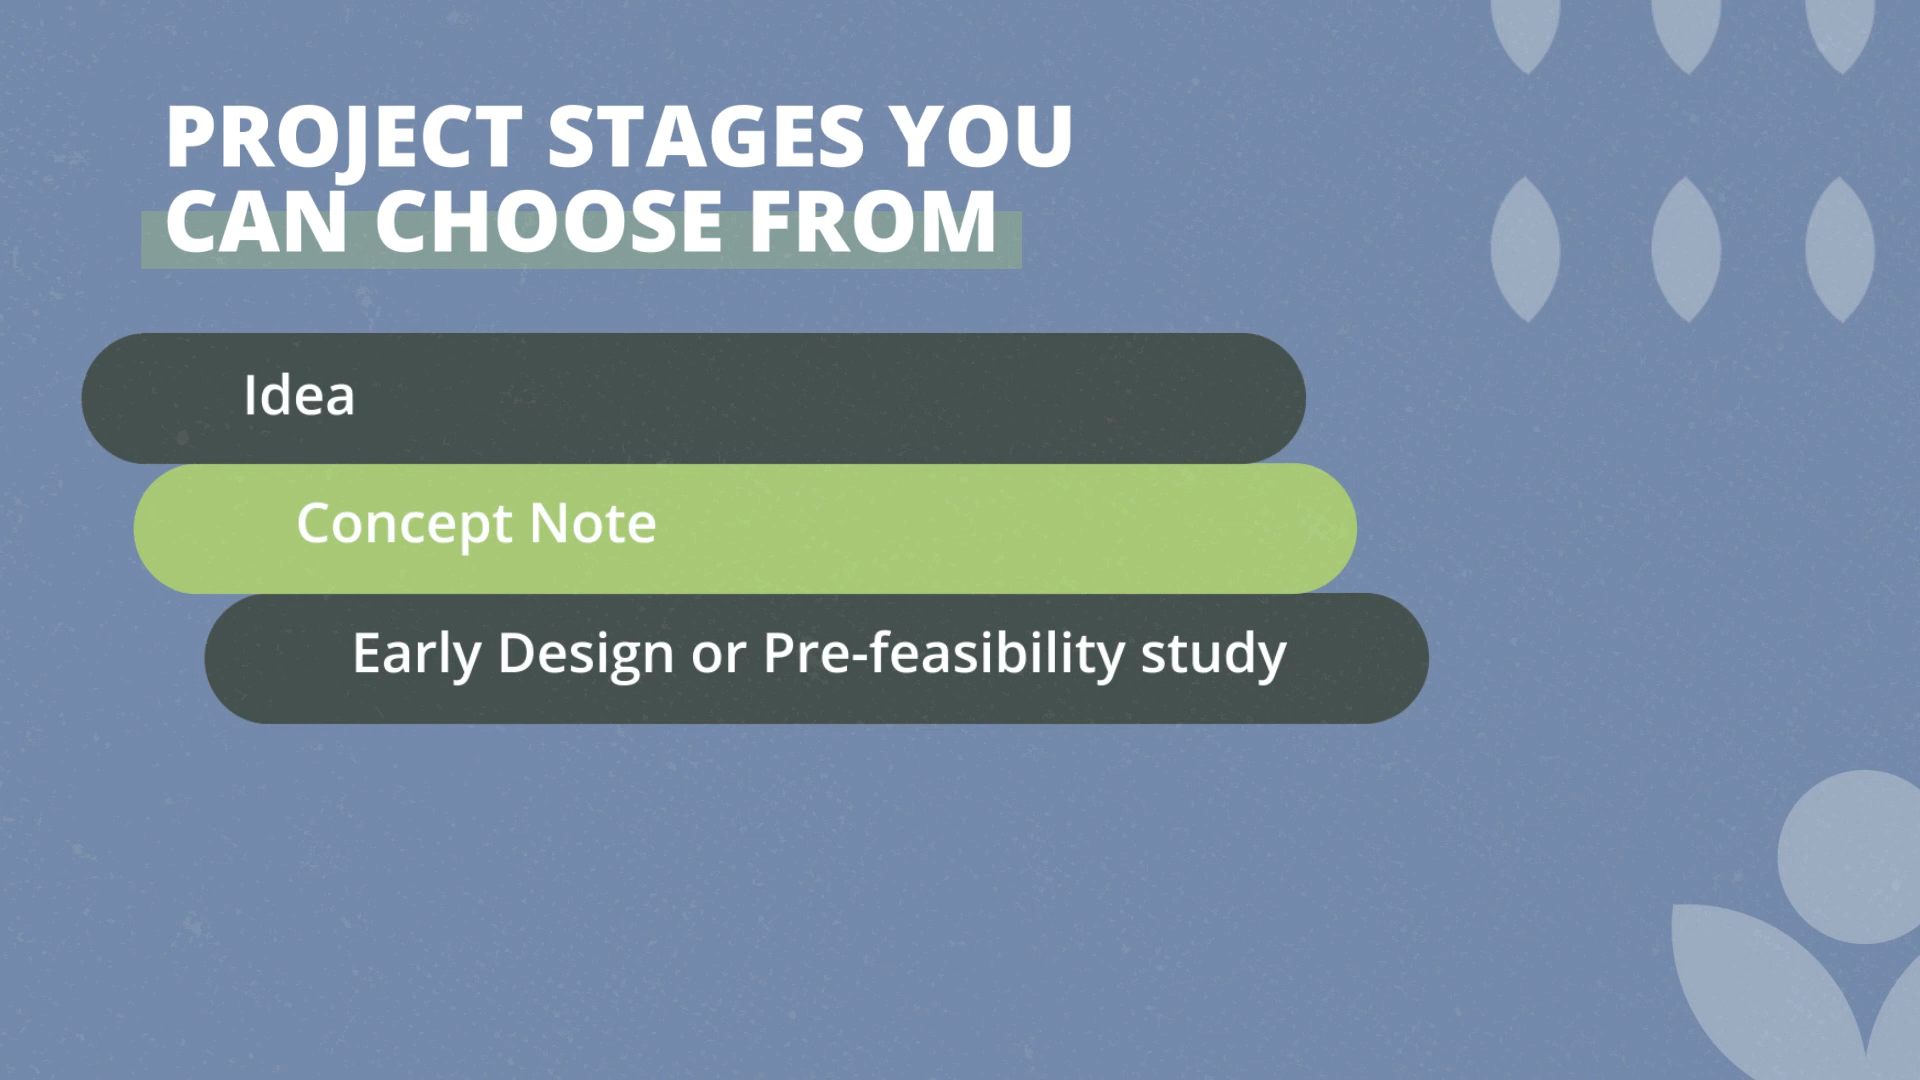 PROJECT STAGES YOU
CAN CHOOSE FROM
Idea
Concept Note
Early Design or Pre-feasibility study